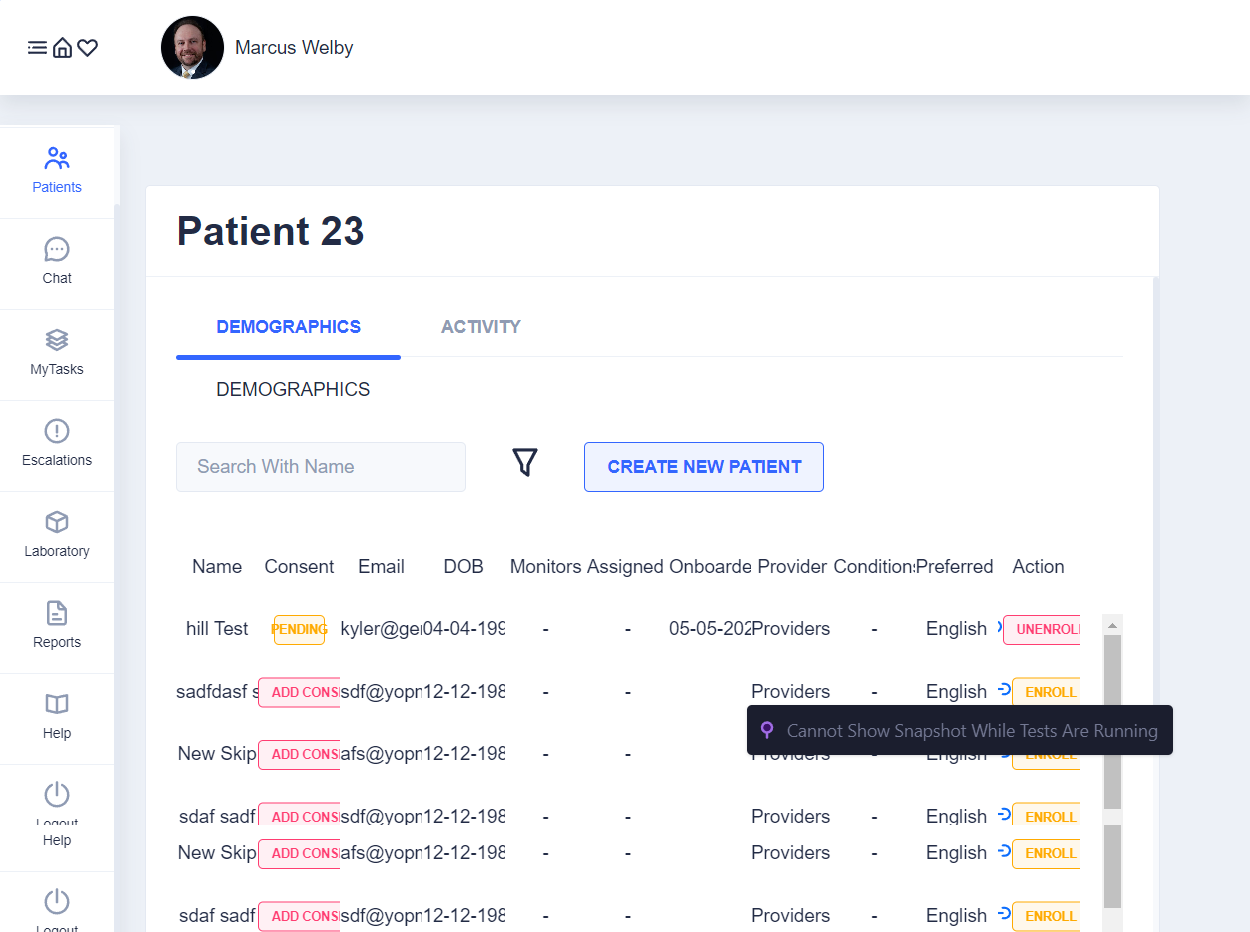 Marcus Welby
Patients
Chat
MyTasks
Escalations
Laboratory
Reports
Help
Logout
Help
Logout
Patient 23
DEMOGRAPHICS ACTIVITY
DEMOGRAPHICS
Search With Name CREATE NEW PATIENT
Name Consent Email DOB Monitors Assigned Onboarde Provider Condition Preferred Action
hill Test PENDING kyler@ge 04-04-199 - - 05-05-202 Providers - English UNENROLL
sadfdasf s ADD CONS sdf@yopm 12-12-198 - - Providers - English ENROLL
Cannot Show Snapshot While Tests Are Running
New Skip ADD CONS afs@yopm 12-12-198 - - Providers - English ENROLL
sdaf sadf ADD CONS sdf@yopm 12-12-198 - - Providers - English ENROLL
New Skip ADD CONS afs@yopm 12-12-198 - - Providers - English ENROLL
sdaf sadf ADD CONS sdf@yopm 12-12-198 - - Providers - English ENROLL